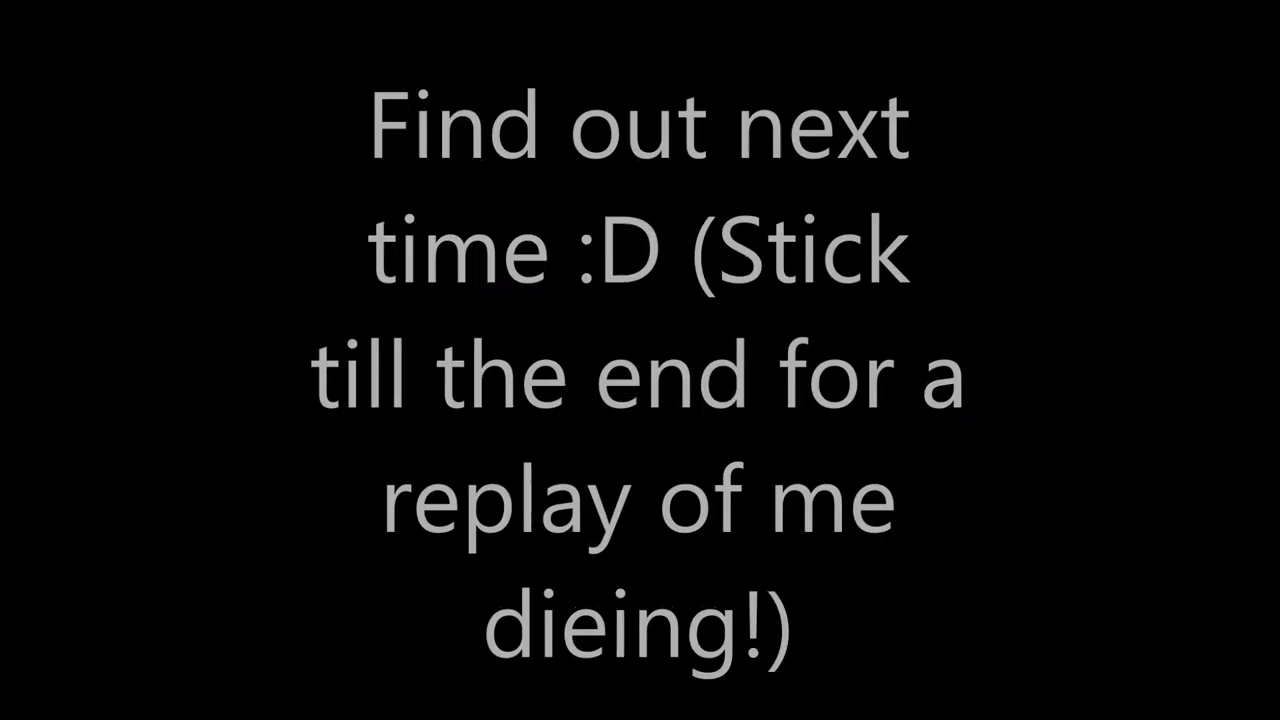 Find out next
time :D (Stick
till the end for a
replay of me
dieing!)